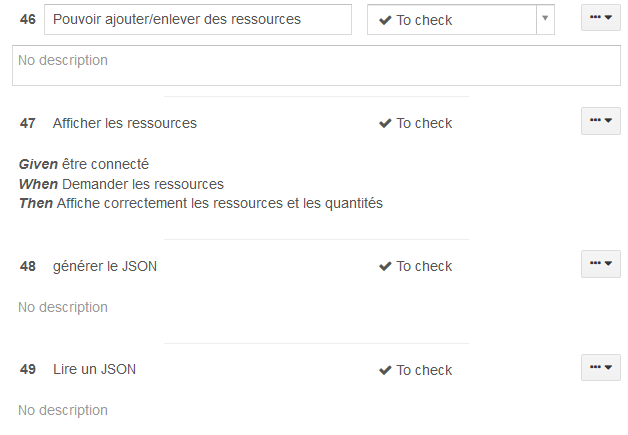 46 Pouvoir ajouter/enlever des ressources To check
No description
47 Afficher les ressources To check
Given être connecté
When Demander les ressources
Then Affiche correctement les ressources et les quantités
48 générer le JSON To check
No description
49 Lire un JSON To check
No description